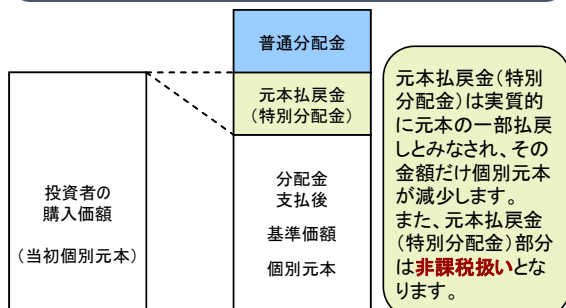 普通分配金
元本払戻金
（特別分配金）
投資者の
購入価額
（当初個別元本）
分配金
支払後
基準価額
個別元本
元本払戻金（特別
分配金）は実質的
に元本の一部払戻
しとみなされ、その
金額だけ個別元本
が減少します。
また、元本払戻金
（特別分配金）部分
は非課税扱いとな
ります。